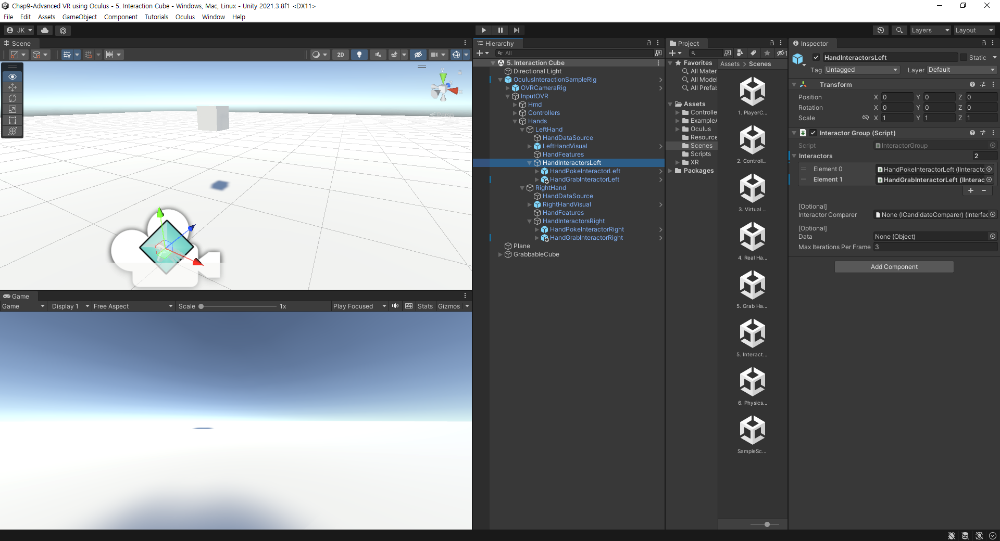 Chap9-Advanced VR using Oculus - 5. Interaction Cube - Windows, Mac, Linux - Unity 2021.3.8f1 <DX11>
File Edit Assets GameObject Component Tutorials Oculus Window Help
JK
Layers
Layout
Scene
2D
y
Persp
Game
Game
Display 1
Free Aspect
Scale
1x
Play Focused
Stats
Gizmos
Hierarchy
All
5. Interaction Cube
Directional Light
OculusInteractionSampleRig
OVRCameraRig
InputOVR
Hmd
Controllers
Hands
LeftHand
HandDataSource
LeftHandVisual
HandFeatures
HandInteractorsLeft
HandPokeInteractorLeft
HandGrabInteractorLeft
RightHand
HandDataSource
RightHandVisual
HandFeatures
HandInteractorsRight
HandPokeInteractorRight
HandGrabInteractorRight
Plane
GrabbableCube
Project
1
Favorites
All Mater
All Model
All Prefab
Assets
Controlle
ExampleA
Oculus
Resource
Scenes
Scripts
XR
Packages
Assets > Scenes
1. PlayerC...
2. Controll...
3. Virtual ...
4. Real Ha...
5. Grab Ha...
5. Interact...
6. Physics...
SampleSc...
Inspector
HandInteractorsLeft
Static
Tag Untagged Layer Default
Transform
Position X 0 Y 0 Z 0
Rotation X 0 Y 0 Z 0
Scale X 1 Y 1 Z 1
Interactor Group (Script)
Script InteractorGroup
Interactors 2
Element 0 HandPokeInteractorLeft (IInteractc
Element 1 HandGrabInteractorLeft (IInterac
[Optional]
Interactor Comparer None (ICandidateComparer) (Interfac
[Optional]
Data None (Object)
Max Iterations Per Frame 3
Add Component